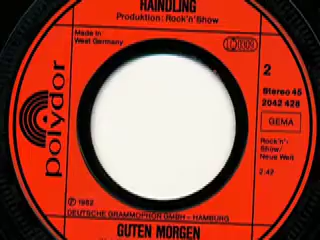 HAINDLING
Produktion: Rock'n'Show
Made in
West Germany
2
Stereo 45
2042 428
GEMA
Rock'n'-
Show/
Neue Welt
2:42
polydor
℗ 1982
DEUTSCHE GRAMMOPHON GMBH - HAMBURG
GUTEN MORGEN